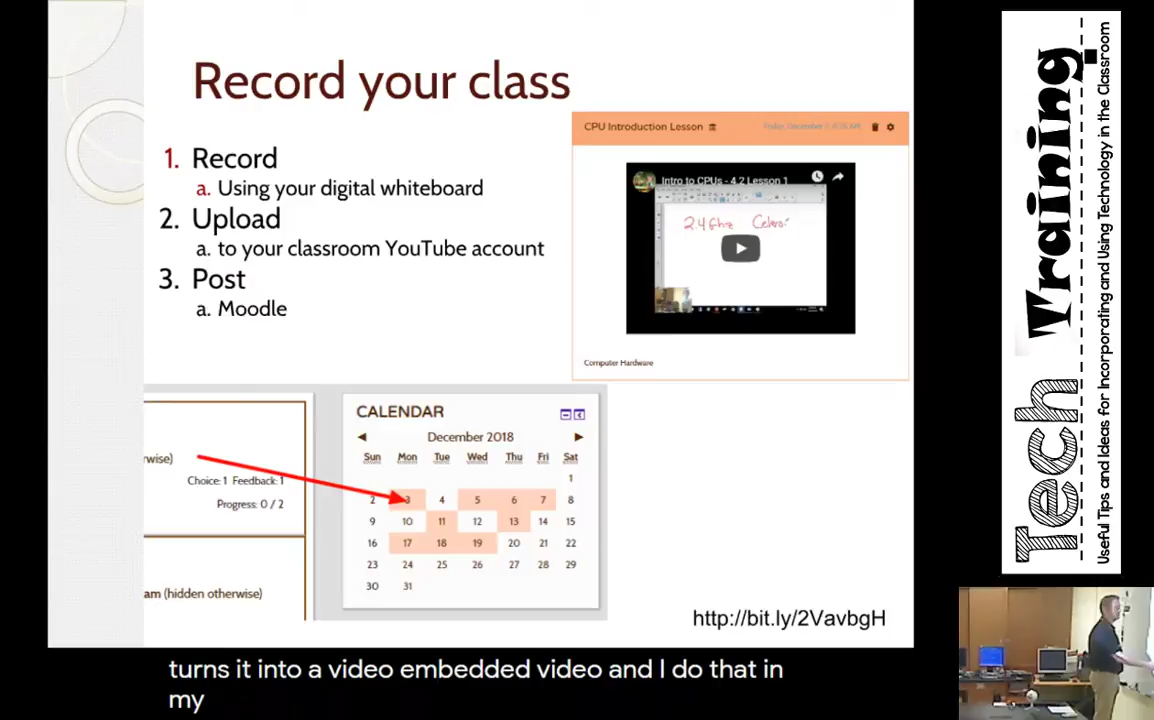 Record your class
1. Record
a. Using your digital whiteboard
2. Upload
a. to your classroom YouTube account
3. Post
a. Moodle
CPU Introduction Lesson
Intro to CPUs - 4.2 Lesson 1
2.4 Ghz
Computer Hardware
Choice: 1 Feedback: 1
Progress: 0 / 2
am (hidden otherwise)
CALENDAR
December 2018
Sun Mon Tue Wed Thu Fri Sat
1
2 3 4 5 6 7 8
9 10 11 12 13 14 15
16 17 18 19 20 21 22
23 24 25 26 27 28 29
30 31
http://bit.ly/2VavbgH
turns it into a video embedded video and I do that in
my
Tech Training
Useful Tips and Ideas for Incorporating and Using Technology in the Classroom